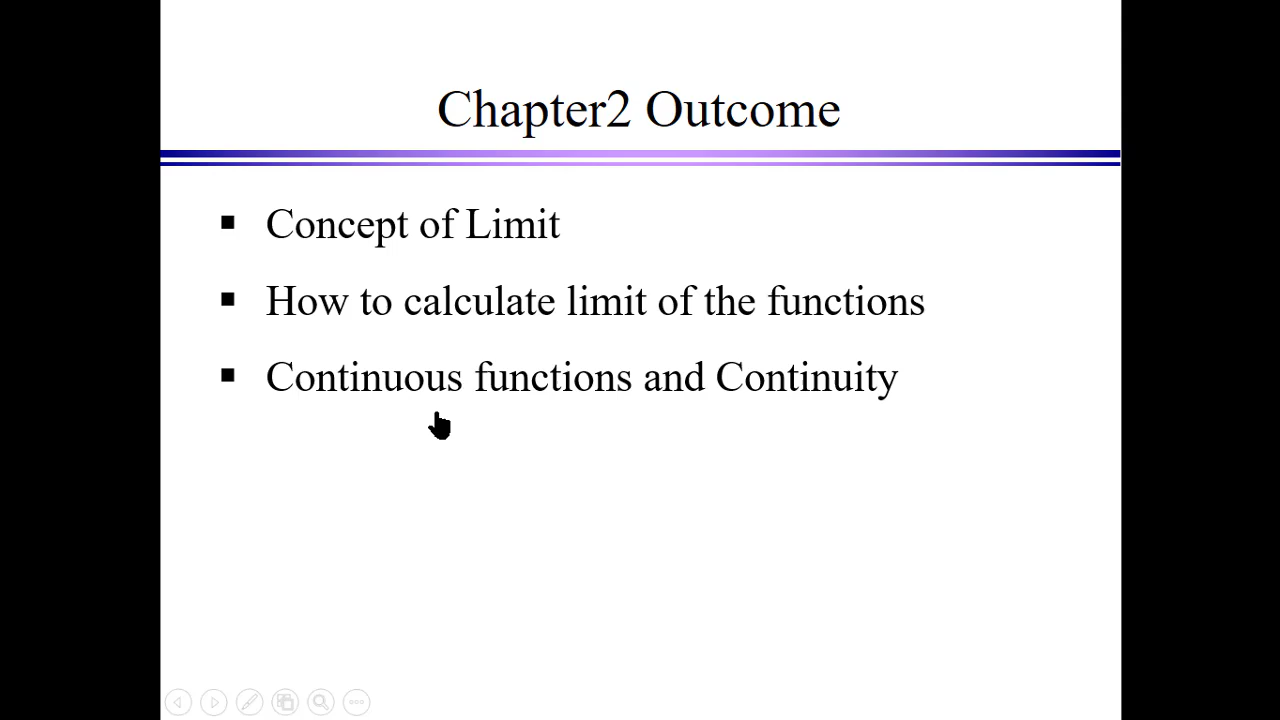 Chapter2 Outcome
▪ Concept of Limit
▪ How to calculate limit of the functions
▪ Continuous functions and Continuity